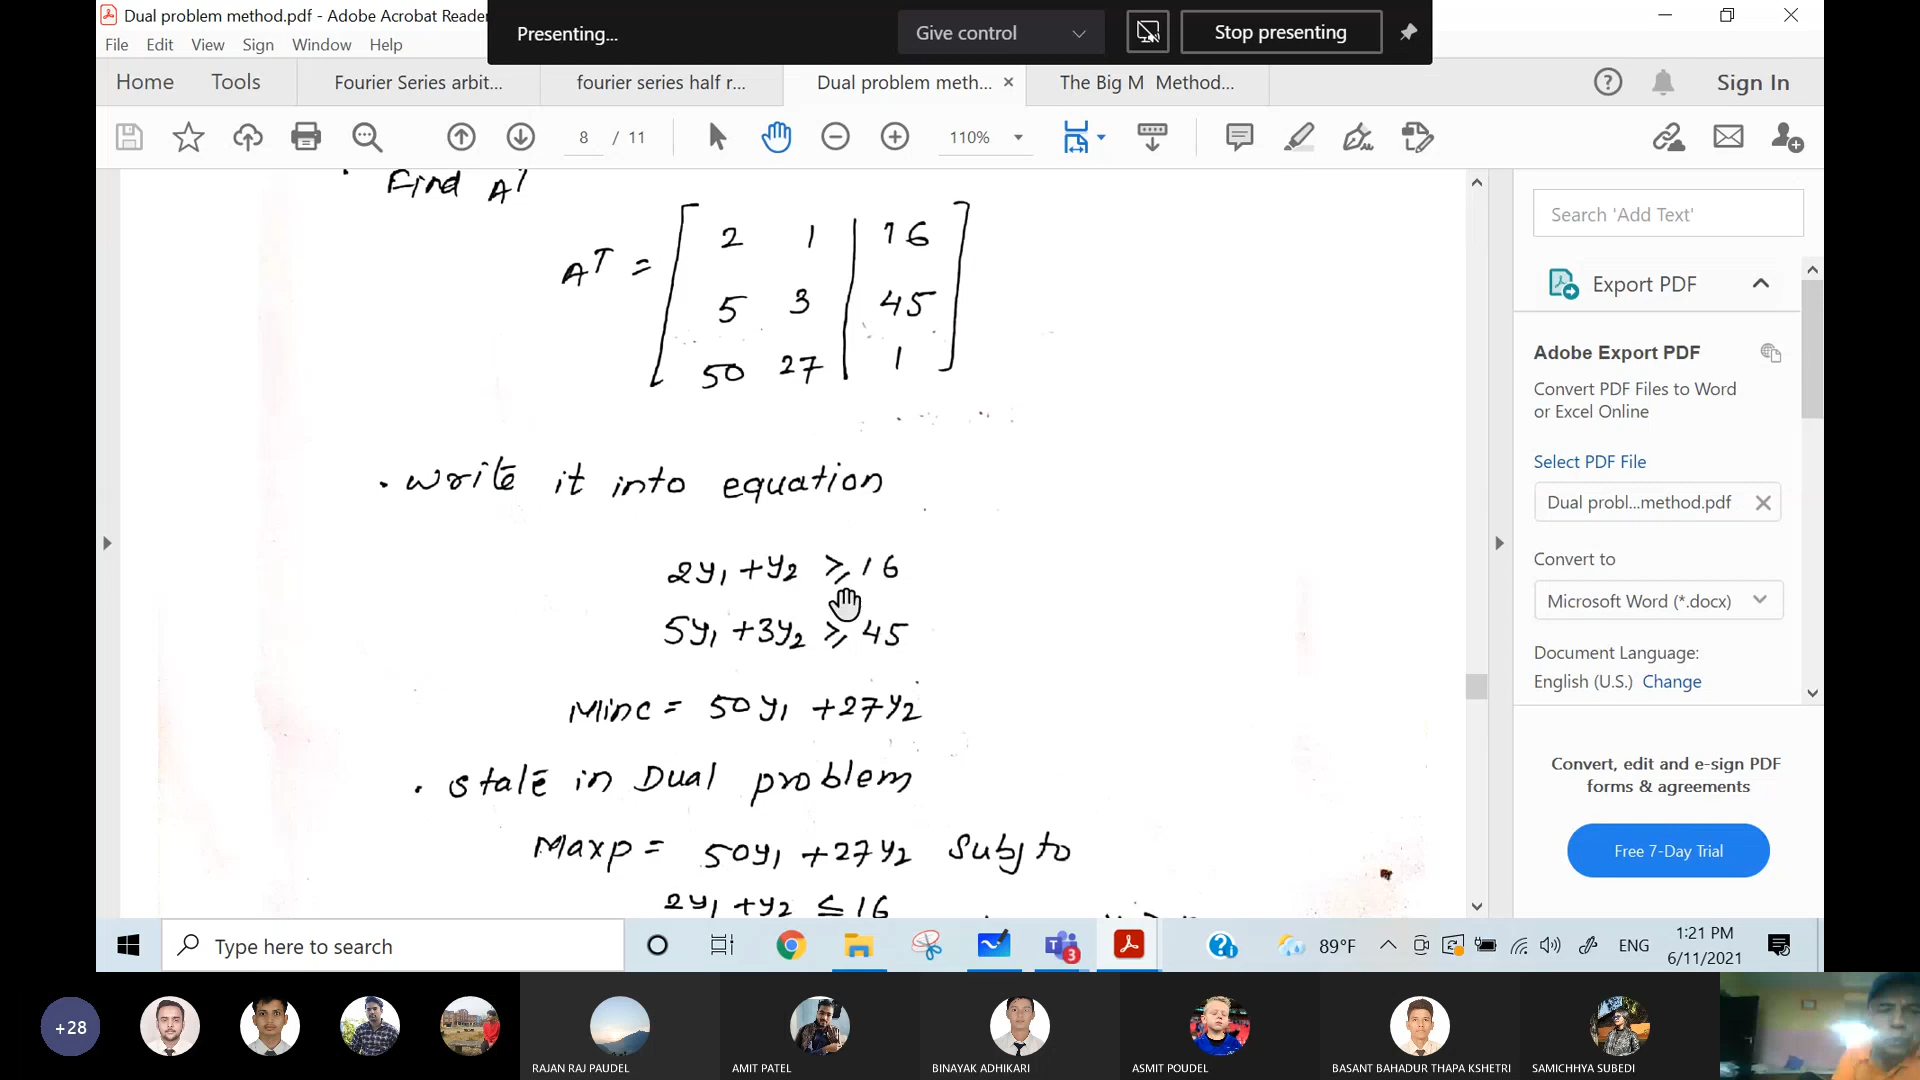 Dual problem method.pdf - Adobe Acrobat Reader
Presenting...
Give control
Stop presenting
File Edit View Sign Window Help
Home Tools Fourier Series arbit... fourier series half r... Dual problem meth... × The Big M Method... Sign In
8 / 11 110%
Find A^T
A^T = [ 2 1 | 16
5 3 | 45
50 27 | 1 ]
. write it into equation
2y1 + y2 ≥ 16
5y1 + 3y2 ≥ 45
Minc = 50y1 + 27y2
. state in Dual problem
Maxp = 50y1 + 27y2 Subj to
2y1 + y2 ≤ 16
Search 'Add Text'
Export PDF
Adobe Export PDF
Convert PDF Files to Word
or Excel Online
Select PDF File
Dual probl...method.pdf
Convert to
Microsoft Word (*.docx)
Document Language:
English (U.S.) Change
Convert, edit and e-sign PDF
forms & agreements
Free 7-Day Trial
Type here to search
3
89°F
ENG
1:21 PM
6/11/2021
+28
RAJAN RAJ PAUDEL
AMIT PATEL
BINAYAK ADHIKARI
ASMIT POUDEL
BASANT BAHADUR THAPA KSHETRI
SAMICHHYA SUBEDI